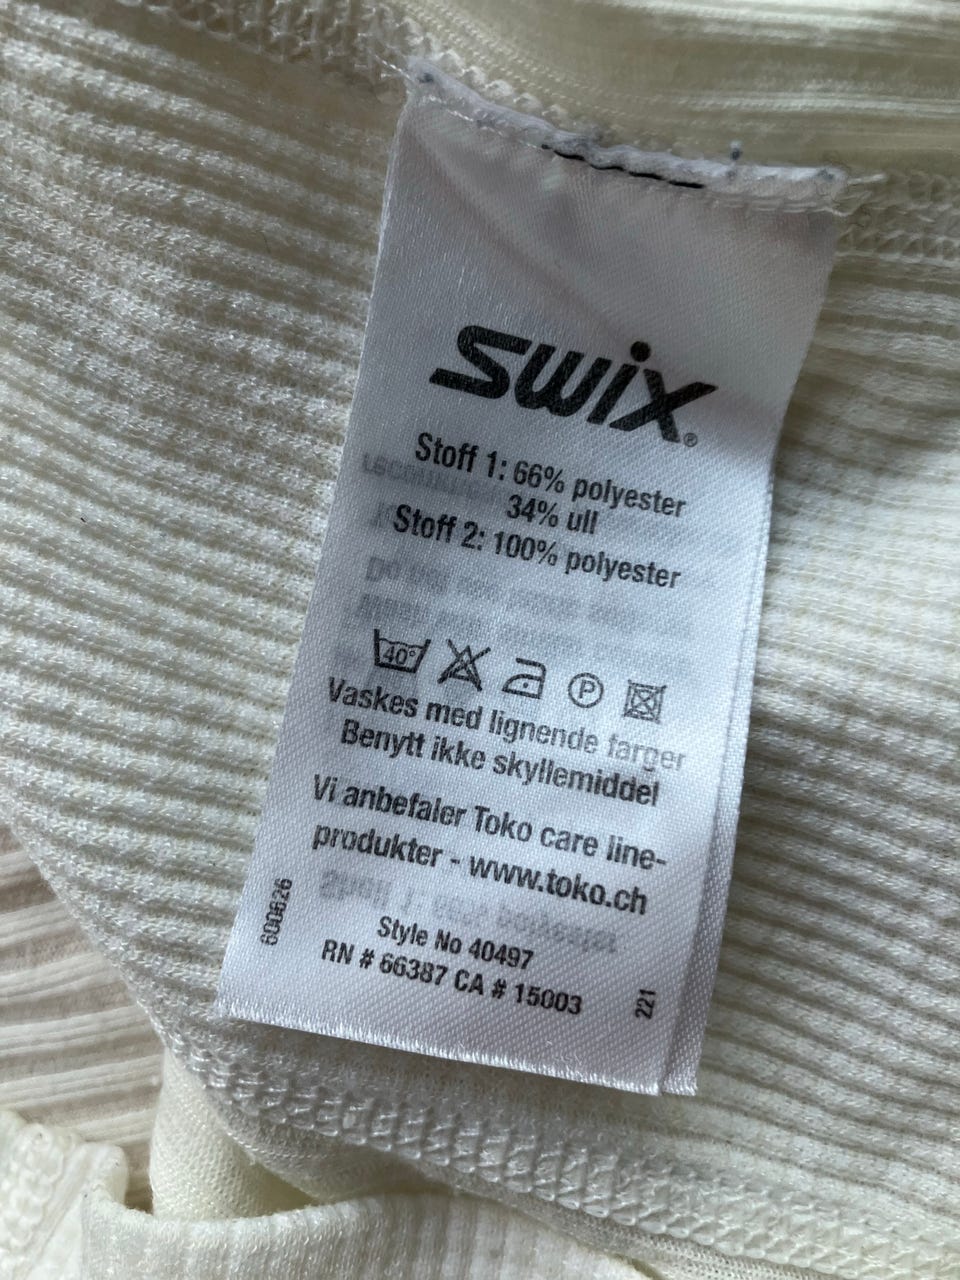 swix®
Stoff 1: 66% polyester
34% ull
Stoff 2: 100% polyester
40°
P
Vaskes med lignende farger
Benytt ikke skyllemiddel
Vi anbefaler Toko care line-
produkter - www.toko.ch
Style No 40497
RN # 66387 CA # 15003
221